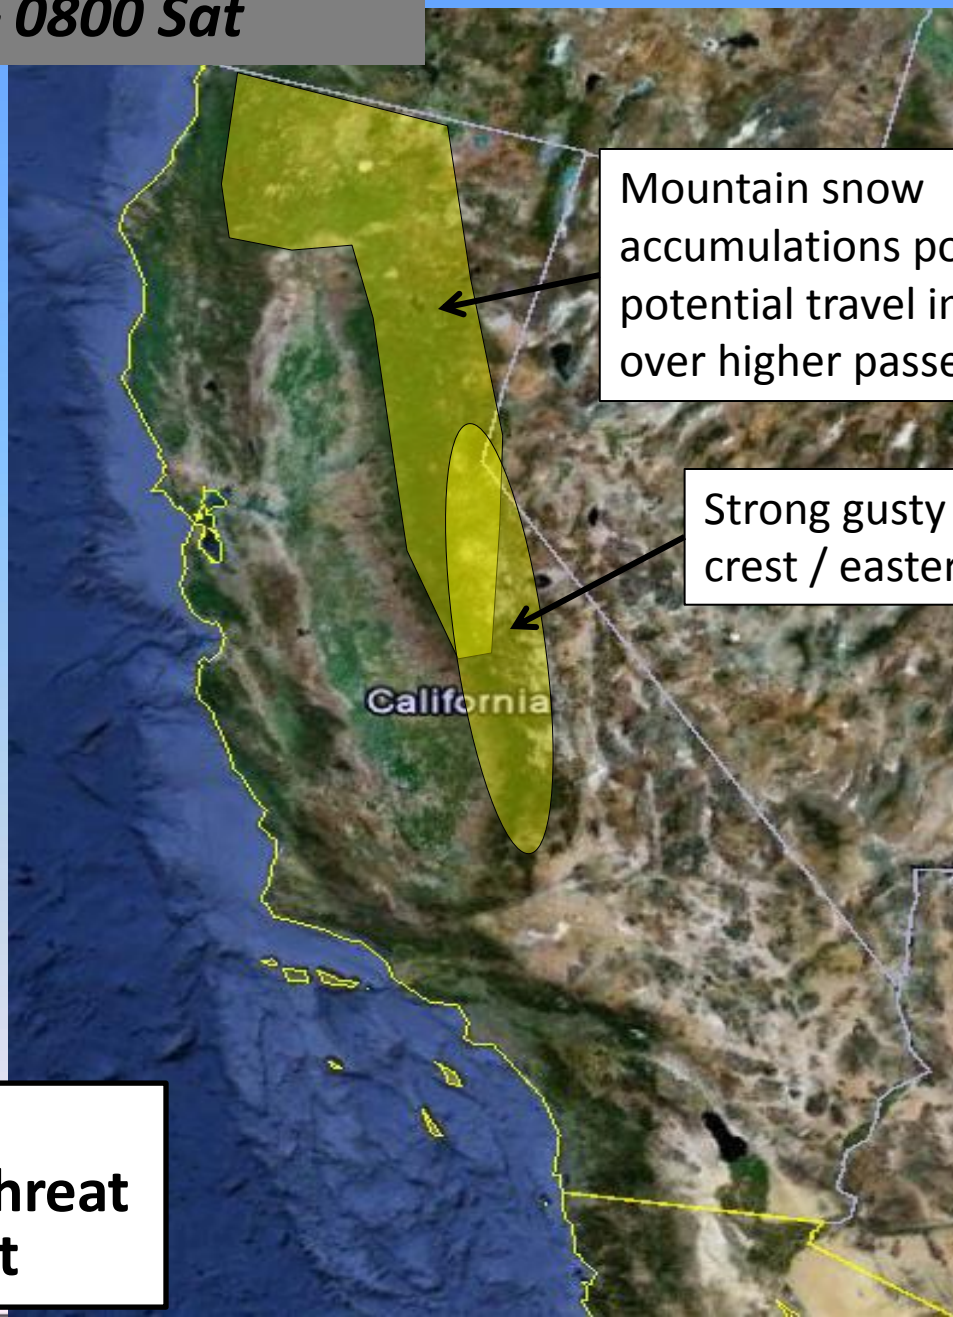 0800 Sat
Mountain snow
accumulations po
potential travel in
over higher passe
Strong gusty
crest / easter
California
hreat
t